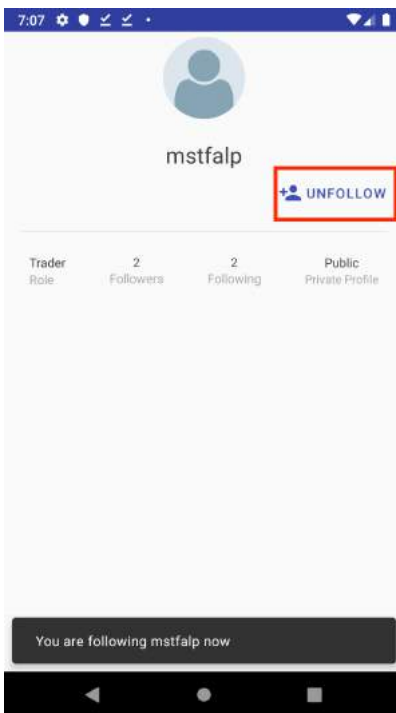 7:07
mstfalp
UNFOLLOW
Trader 2 2 Public
Role Followers Following Private Profile
You are following mstfalp now